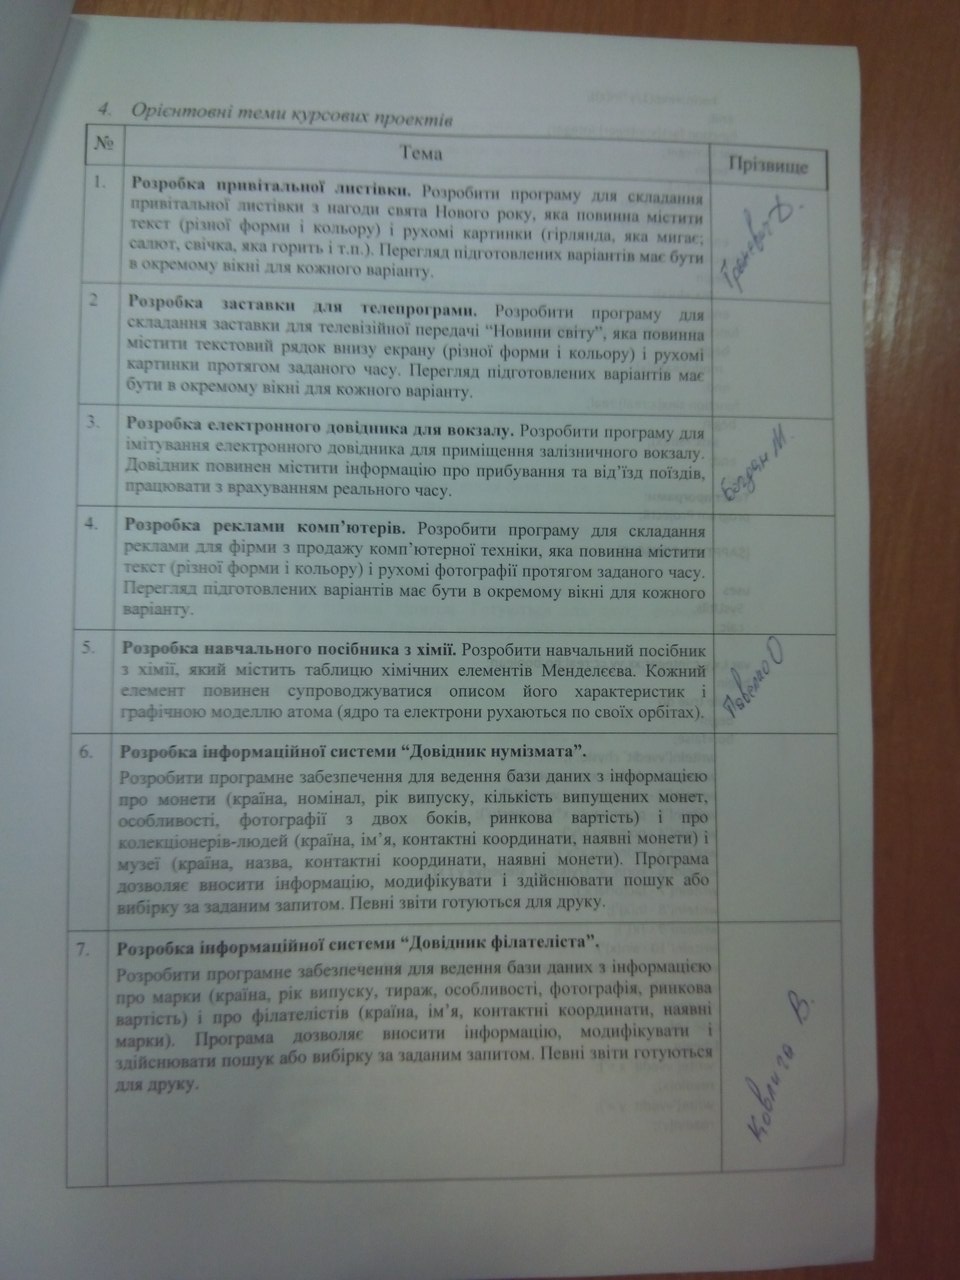 4. Орієнтовні теми курсових проектів
№ Тема Прізвище
1. Розробка привітальної листівки. Розробити програму для складання
привітальної листівки з нагоди свята Нового року, яка повинна містити
текст (різної форми і кольору) і рухомі картинки (гірлянда, яка мигає;
салют, свічка, яка горить і т.п.). Перегляд підготовлених варіантів має бути
в окремому вікні для кожного варіанту.
2 Розробка заставки для телепрограми. Розробити програму для
складання заставки для телевізійної передачі “Новини світу”, яка повинна
містити текстовий рядок внизу екрану (різної форми і кольору) і рухомі
картинки протягом заданого часу. Перегляд підготовлених варіантів має
бути в окремому вікні для кожного варіанту.
3. Розробка електронного довідника для вокзалу. Розробити програму для
імітування електронного довідника для приміщення залізничного вокзалу.
Довідник повинен містити інформацію про прибування та від’їзд поїздів,
працювати з врахуванням реального часу.
Богдан М.
4. Розробка реклами комп’ютерів. Розробити програму для складання
реклами для фірми з продажу комп’ютерної техніки, яка повинна містити
текст (різної форми і кольору) і рухомі фотографії протягом заданого часу.
Перегляд підготовлених варіантів має бути в окремому вікні для кожного
варіанту.
5. Розробка навчального посібника з хімії. Розробити навчальний посібник
з хімії, який містить таблицю хімічних елементів Менделєєва. Кожний
елемент повинен супроводжуватися описом його характеристик і
графічною моделлю атома (ядро та електрони рухаються по своїх орбітах).
Павелко О
6. Розробка інформаційної системи “Довідник нумізмата”.
Розробити програмне забезпечення для ведення бази даних з інформацією
про монети (країна, номінал, рік випуску, кількість випущених монет,
особливості, фотографії з двох боків, ринкова вартість) і про
колекціонерів-людей (країна, ім’я, контактні координати, наявні монети) і
музеї (країна, назва, контактні координати, наявні монети). Програма
дозволяє вносити інформацію, модифікувати і здійснювати пошук або
вибірку за заданим запитом. Певні звіти готуються для друку.
7. Розробка інформаційної системи “Довідник філателіста”.
Розробити програмне забезпечення для ведення бази даних з інформацією
про марки (країна, рік випуску, тираж, особливості, фотографія, ринкова
вартість) і про філателістів (країна, ім’я, контактні координати, наявні
марки). Програма дозволяє вносити інформацію, модифікувати і
здійснювати пошук або вибірку за заданим запитом. Певні звіти готуються
для друку.
Ковлига В.